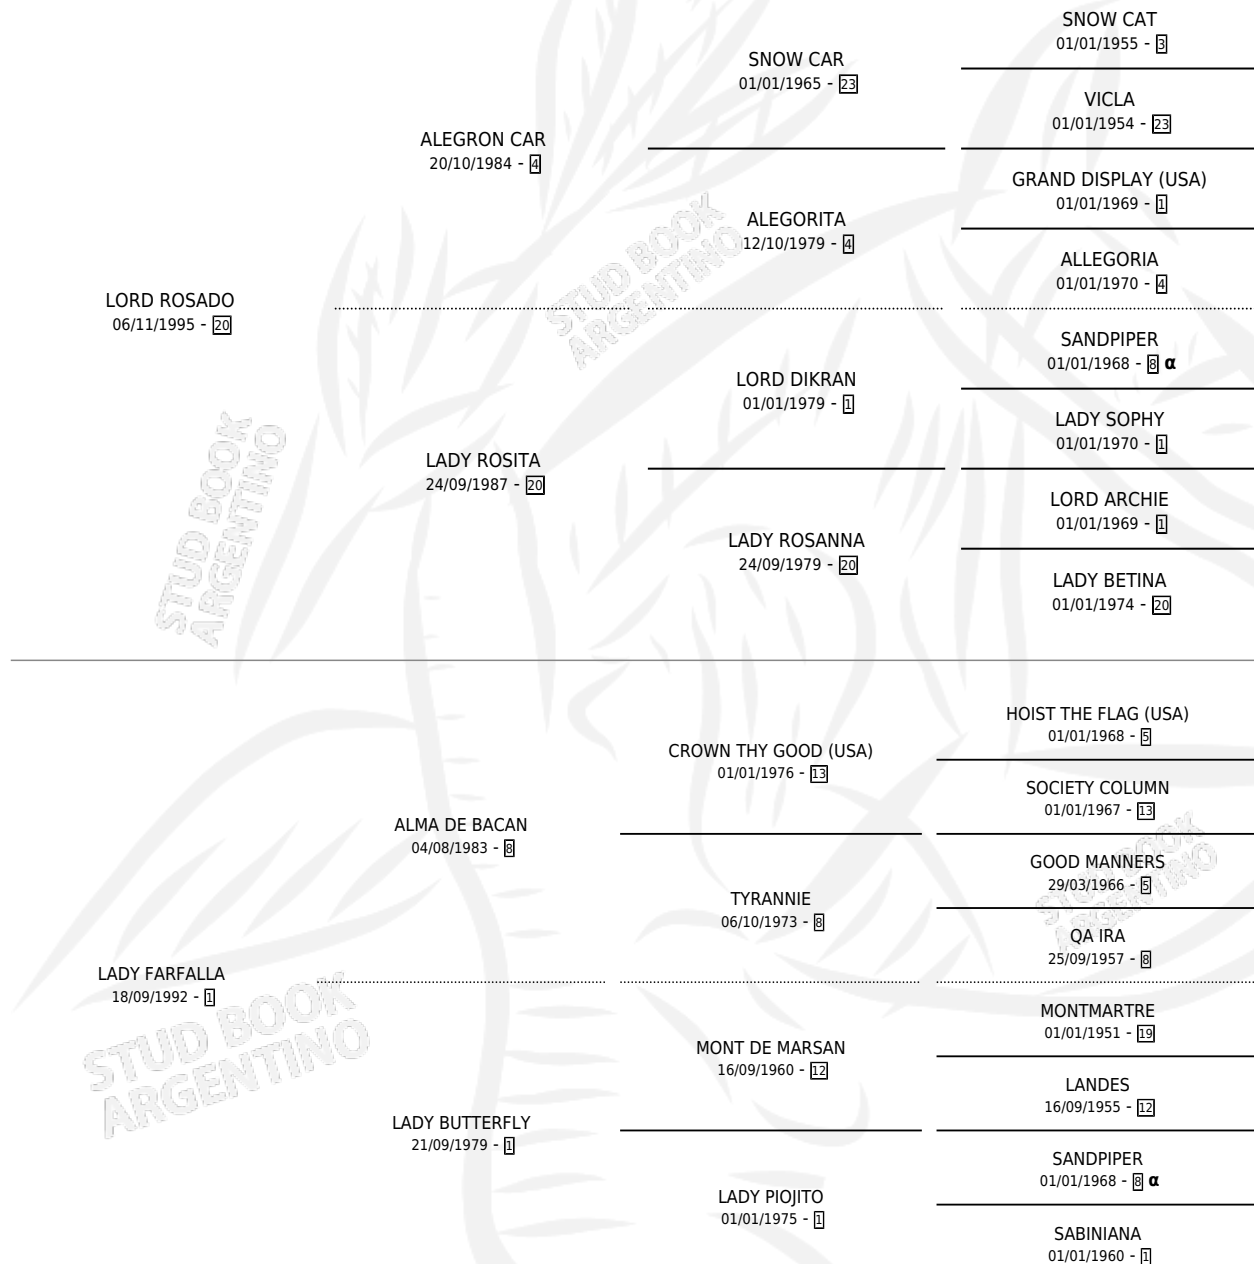 SNOW CAT
01/01/1955 - 3
SNOW CAR
01/01/1965 - 23
VICLA
01/01/1954 - 23
ALEGRON CAR
20/10/1984 - 4
GRAND DISPLAY (USA)
01/01/1969 - 1
ALEGORITA
12/10/1979 - 4
ALLEGORIA
01/01/1970 - 4
LORD ROSADO
06/11/1995 - 20
SANDPIPER
01/01/1968 - 8 α
LORD DIKRAN
01/01/1979 - 1
LADY SOPHY
01/01/1970 - 1
LADY ROSITA
24/09/1987 - 20
LORD ARCHIE
01/01/1969 - 1
LADY ROSANNA
24/09/1979 - 20
LADY BETINA
01/01/1974 - 20
HOIST THE FLAG (USA)
01/01/1968 - 5
CROWN THY GOOD (USA)
01/01/1976 - 13
SOCIETY COLUMN
01/01/1967 - 13
ALMA DE BACAN
04/08/1983 - 8
GOOD MANNERS
29/03/1966 - 5
TYRANNIE
06/10/1973 - 8
QA IRA
25/09/1957 - 8
LADY FARFALLA
18/09/1992 - 1
MONTMARTRE
01/01/1951 - 19
MONT DE MARSAN
16/09/1960 - 12
LANDES
16/09/1955 - 12
LADY BUTTERFLY
21/09/1979 - 1
SANDPIPER
01/01/1968 - 8 α
LADY PIOJITO
01/01/1975 - 1
SABINIANA
01/01/1960 - 1
STUD BOOK
ARGENTINO
STUD BOOK
ARGENTINO
STUD BOOK
ARGENTINO
STUD BOOK
ARGENTINO